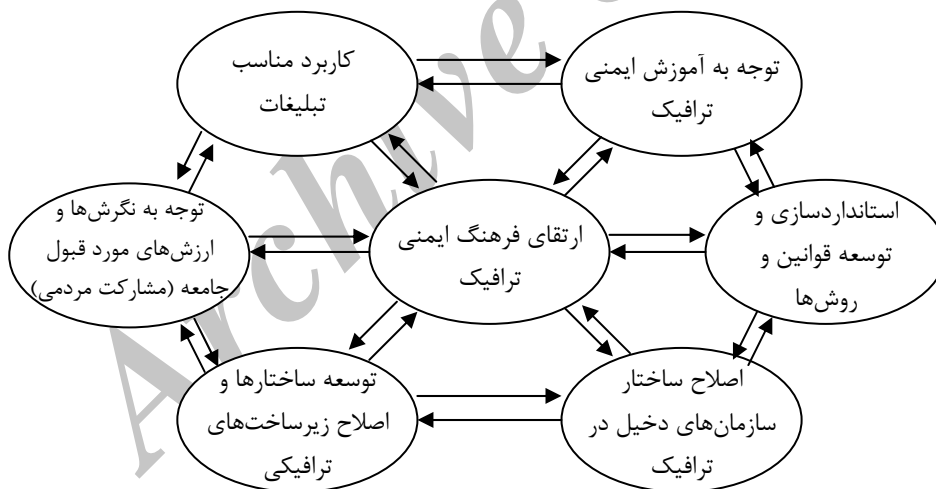 توجه به آموزش ایمنی
ترافیک
کاربرد مناسب
تبلیغات
استانداردسازی و
توسعه قوانین و
روش‌ها
ارتقای فرهنگ ایمنی
ترافیک
توجه به نگرش‌ها و
ارزش‌های مورد قبول
جامعه (مشارکت مردمی)
اصلاح ساختار
سازمان‌های دخیل در
ترافیک
توسعه ساختارها و
اصلاح زیرساخت‌های
ترافیکی
Archive